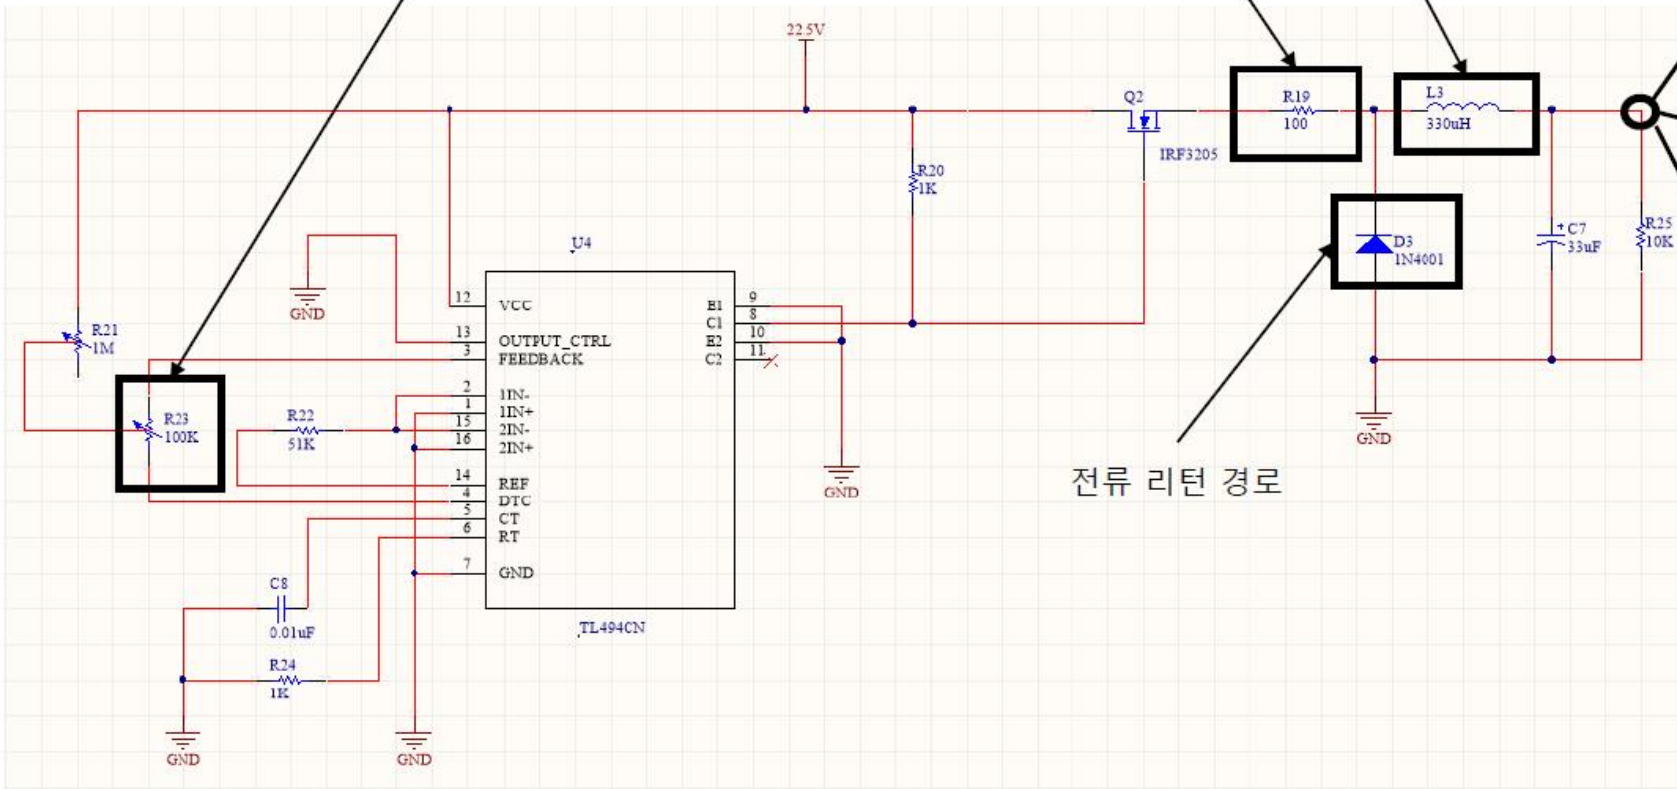 22.5V
Q2
IRF3205
R19
100
L3
330uH
R20
1K
D3
1N4001
C7
33uF
R25
10K
전류 리턴 경로
GND
GND
R21
1M
R23
100K
R22
51K
U4
12 VCC
13 OUTPUT_CTRL
3 FEEDBACK
2 1IN-
1 1IN+
15 2IN-
16 2IN+
14 REF
4 DTC
5 CT
6 RT
7 GND
E1 9
C1 8
E2 10
C2 11
GND
TL494CN
C8
0.01uF
R24
1K
GND
GND